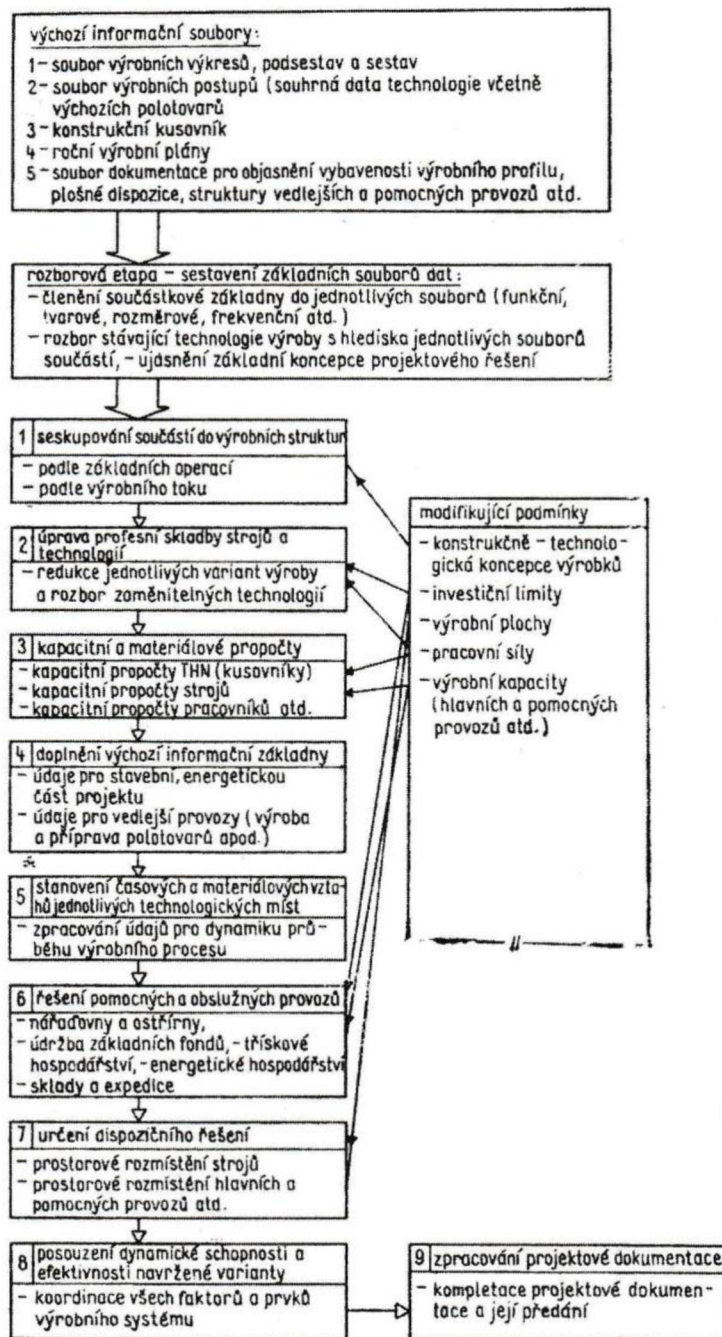 výchozí informační soubory:
1 – soubor výrobních výkresů, podsestav a sestav
2 – soubor výrobních postupů (souhrná data technologie včetně
výchozích polotovarů
3 – konstrukční kusovník
4 – roční výrobní plány
5 – soubor dokumentace pro objasnění vybavenosti výrobního profilu,
plošné dispozice, struktury vedlejších a pomocných provozů atd.
rozborová etapa – sestavení základních souborů dat:
– členění součástkové základny do jednotlivých souborů (funkční,
tvarové, rozměrové, frekvenční atd.)
– rozbor stávající technologie výroby s hlediska jednotlivých souborů
součástí, – ujasnění základní koncepce projektového řešení
1 seskupování součástí do výrobních struktur
– podle základních operací
– podle výrobního toku
2 úprava profesní skladby strojů a
technologií
– redukce jednotlivých variant výroby
a rozbor zaměnitelných technologií
3 kapacitní a materiálové propočty
– kapacitní propočty THN (kusovníky)
– kapacitní propočty strojů
– kapacitní propočty pracovníků atd.
4 doplnění výchozí informační základny
– údaje pro stavební, energetickou
část projektu
– údaje pro vedlejší provozy (výroba
a příprava polotovarů apod.)
5 stanovení časových a materiálových vzta-
hů jednotlivých technologických míst
– zpracování údajů pro dynamiku prů-
běhu výrobního procesu
6 řešení pomocných a obslužných provozů
– nářaďovny a ostřírny,
– údržba základních fondů, – třískové
hospodářství, – energetické hospodářství
– sklady a expedice
7 určení dispozičního řešení
– prostorové rozmístění strojů
– prostorové rozmístění hlavních a
pomocných provozů atd.
8 posouzení dynamické schopnosti a
efektivnosti navržené varianty
– koordinace všech faktorů a prvků
výrobního systému
modifikující podmínky
– konstrukčně – technolo-
gická koncepce výrobků
– investiční limity
– výrobní plochy
– pracovní síly
– výrobní kapacity
(hlavních a pomocných
provozů atd.)
9 zpracování projektové dokumentace
– kompletace projektové dokumen-
tace a její předání